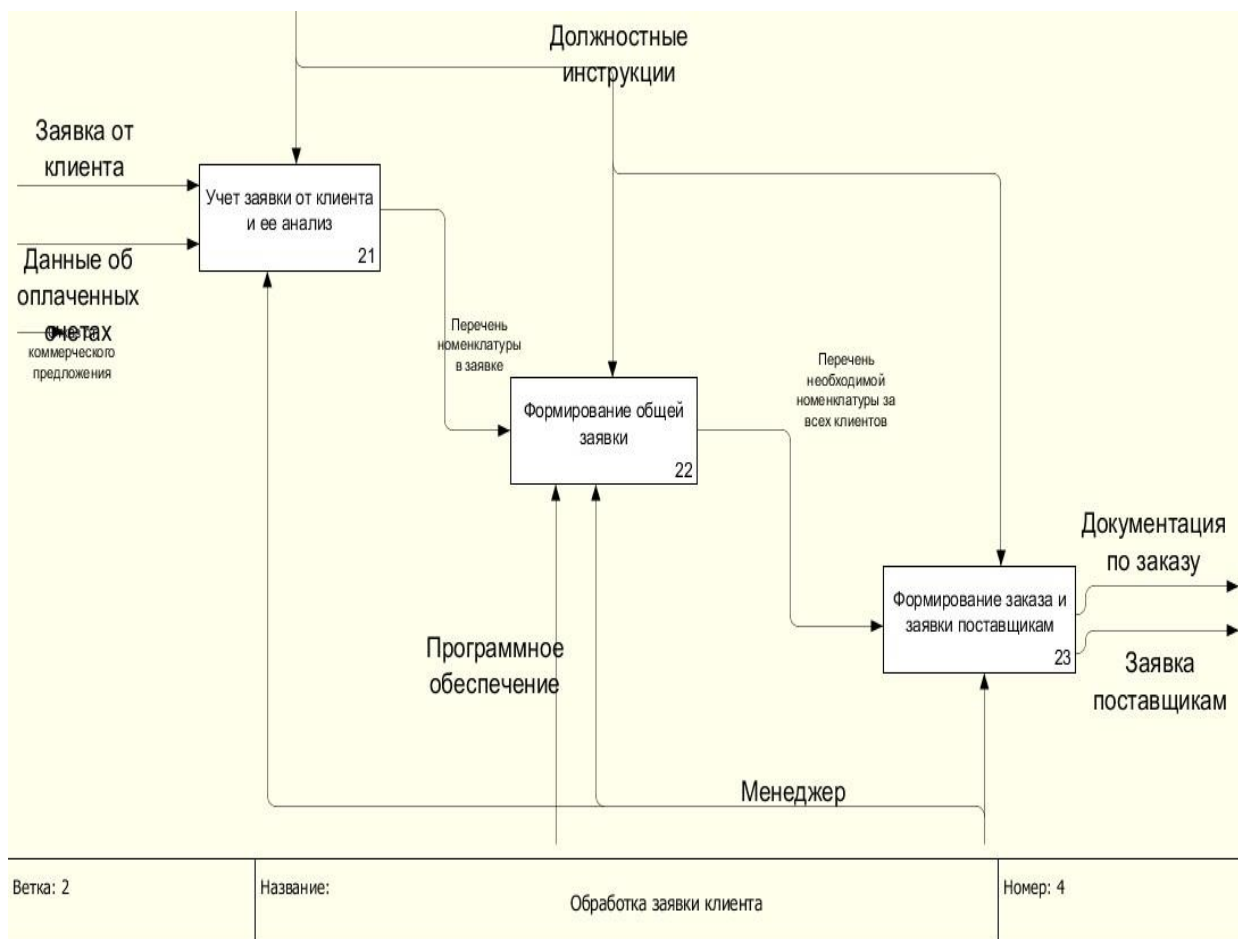 Должностные
инструкции
Заявка от
клиента
Учет заявки от клиента
и ее анализ
21
Данные об
оплаченных
счетах
коммерческого
предложения
Перечень
номенклатуры
в заявке
Перечень
необходимой
номенклатуры за
всех клиентов
Формирование общей
заявки
22
Документация
по заказу
Формирование заказа и
заявки поставщикам
23
Заявка
поставщикам
Программное
обеспечение
Менеджер
Ветка: 2
Название:
Обработка заявки клиента
Номер: 4